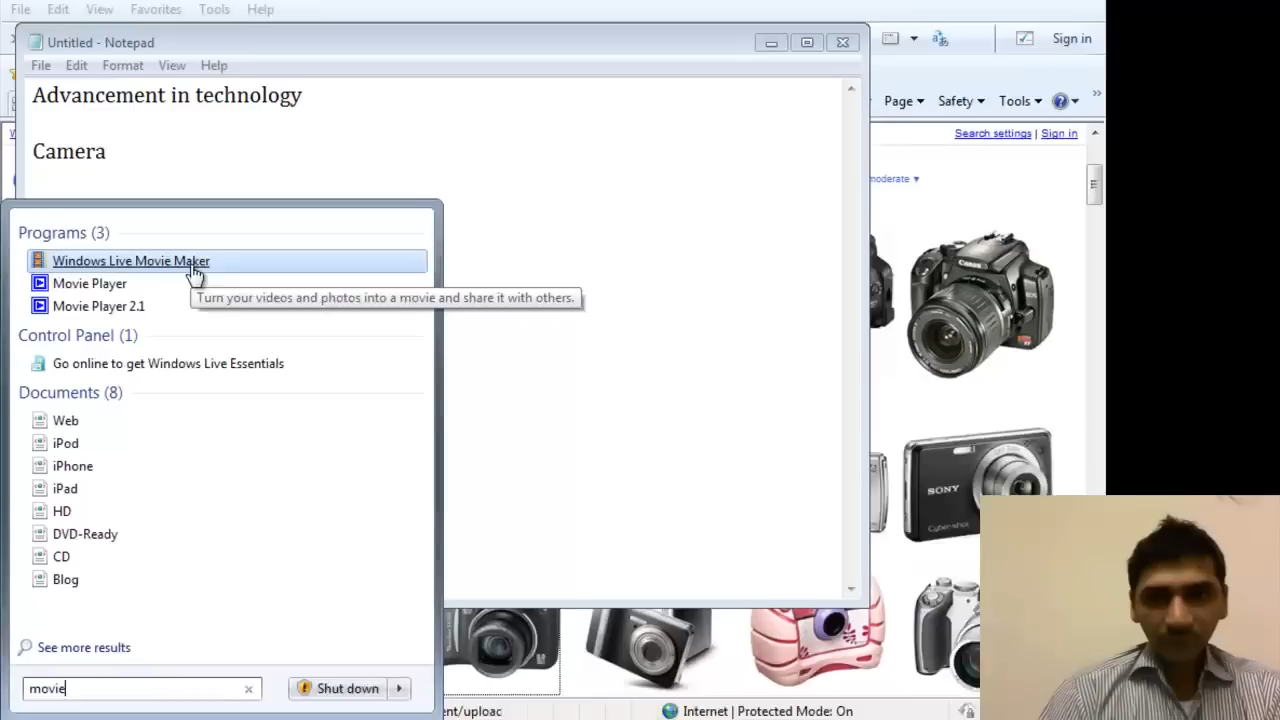 File Edit View Favorites Tools Help
Untitled - Notepad
Sign in
File Edit Format View Help
Page Safety Tools
Advancement in technology
Search settings | Sign in
Camera
moderate
Programs (3)
Windows Live Movie Maker
Movie Player
Turn your videos and photos into a movie and share it with others.
Movie Player 2.1
Control Panel (1)
Go online to get Windows Live Essentials
Documents (8)
Web
iPod
iPhone
iPad
HD
DVD-Ready
CD
Blog
Canon
SONY
Cyber-shot
See more results
movie
Shut down
ent/upload
Internet | Protected Mode: On